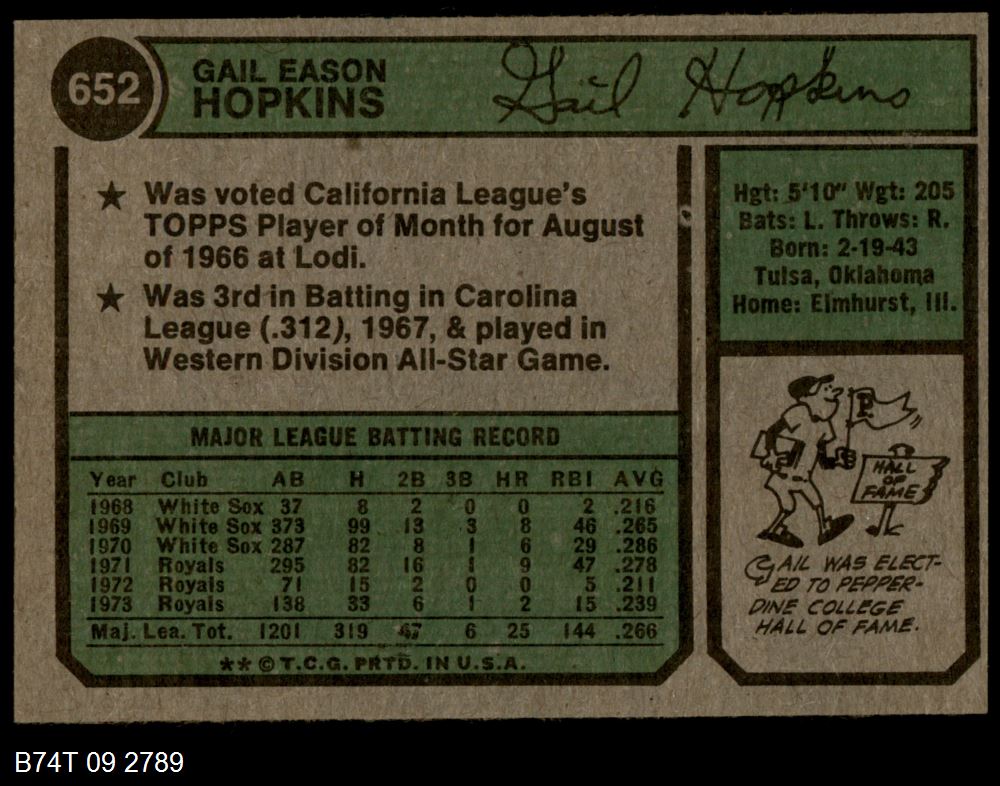 652
GAIL EASON
HOPKINS
Gail Hopkins
★ Was voted California League's
TOPPS Player of Month for August
of 1966 at Lodi.
★ Was 3rd in Batting in Carolina
League (.312), 1967, & played in
Western Division All-Star Game.
Hgt: 5'10" Wgt: 205
Bats: L. Throws: R.
Born: 2-19-43
Tulsa, Oklahoma
Home: Elmhurst, Ill.
MAJOR LEAGUE BATTING RECORD
Year Club AB H 2B 3B HR RBI AVG
1968 White Sox 37 8 2 0 0 2 .216
1969 White Sox 373 99 13 3 8 46 .265
1970 White Sox 287 82 8 1 6 29 .286
1971 Royals 295 82 16 1 9 47 .278
1972 Royals 71 15 2 0 0 5 .211
1973 Royals 138 33 6 1 2 15 .239
Maj. Lea. Tot. 1201 319 47 6 25 144 .266
** © T.C.G. PRTD. IN U.S.A.
P
HALL
OF
FAME
GAIL WAS ELECT-
ED TO PEPPER-
DINE COLLEGE
HALL OF FAME.
B74T 09 2789